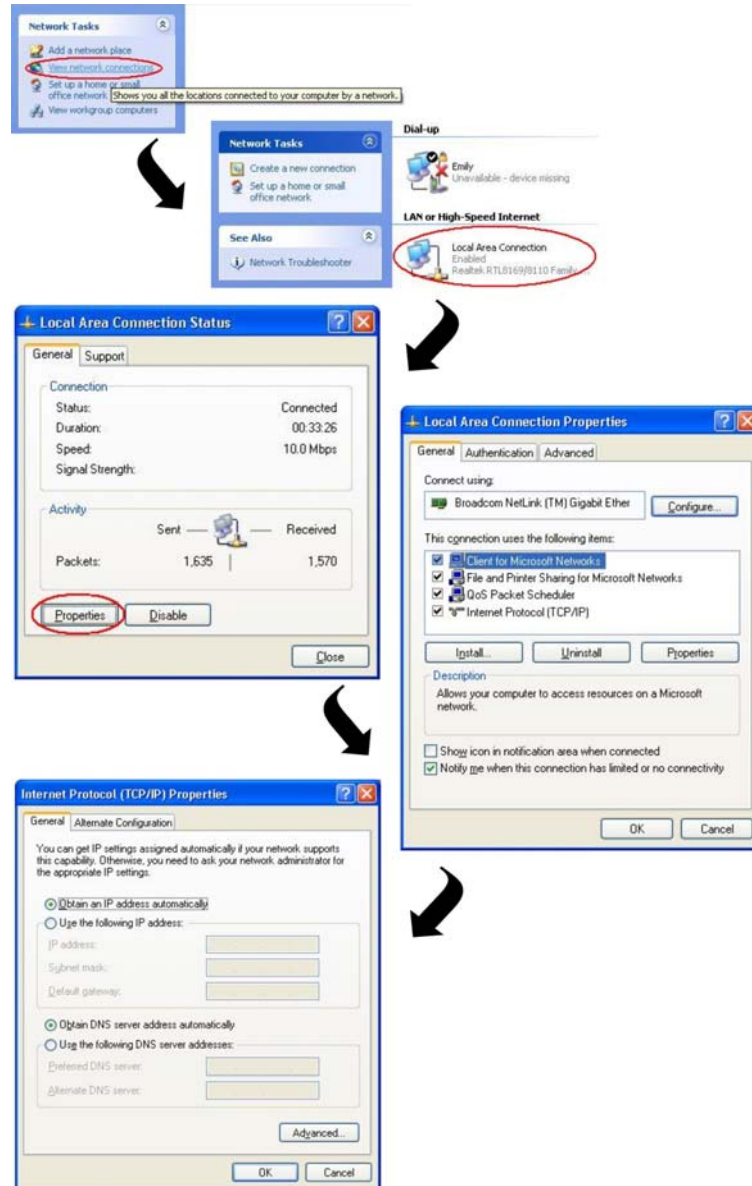 Network Tasks
Add a network place
View network connections
Set up a home or small
office network
Shows you all the locations connected to your computer by a network.
View workgroup computers
Network Tasks
Create a new connection
Set up a home or small
office network
See Also
Network Troubleshooter
Dial-up
Emily
Unavailable - device missing
LAN or High-Speed Internet
Local Area Connection
Enabled
Realtek RTL8169/8110 Family ...
Local Area Connection Status
General Support
Connection
Status: Connected
Duration: 00:33:26
Speed: 10.0 Mbps
Signal Strength:
Activity
Sent Received
Packets: 1,635 1,570
Properties Disable
Close
Local Area Connection Properties
General Authentication Advanced
Connect using:
Broadcom NetLink (TM) Gigabit Ether Configure...
This connection uses the following items:
Client for Microsoft Networks
File and Printer Sharing for Microsoft Networks
QoS Packet Scheduler
Internet Protocol (TCP/IP)
Install... Uninstall Properties
Description
Allows your computer to access resources on a Microsoft
network.
Show icon in notification area when connected
Notify me when this connection has limited or no connectivity
OK Cancel
Internet Protocol (TCP/IP) Properties
General Alternate Configuration
You can get IP settings assigned automatically if your network supports
this capability. Otherwise, you need to ask your network administrator for
the appropriate IP settings.
Obtain an IP address automatically
Use the following IP address:
IP address:
Subnet mask:
Default gateway:
Obtain DNS server address automatically
Use the following DNS server addresses:
Preferred DNS server:
Alternate DNS server:
Advanced...
OK Cancel